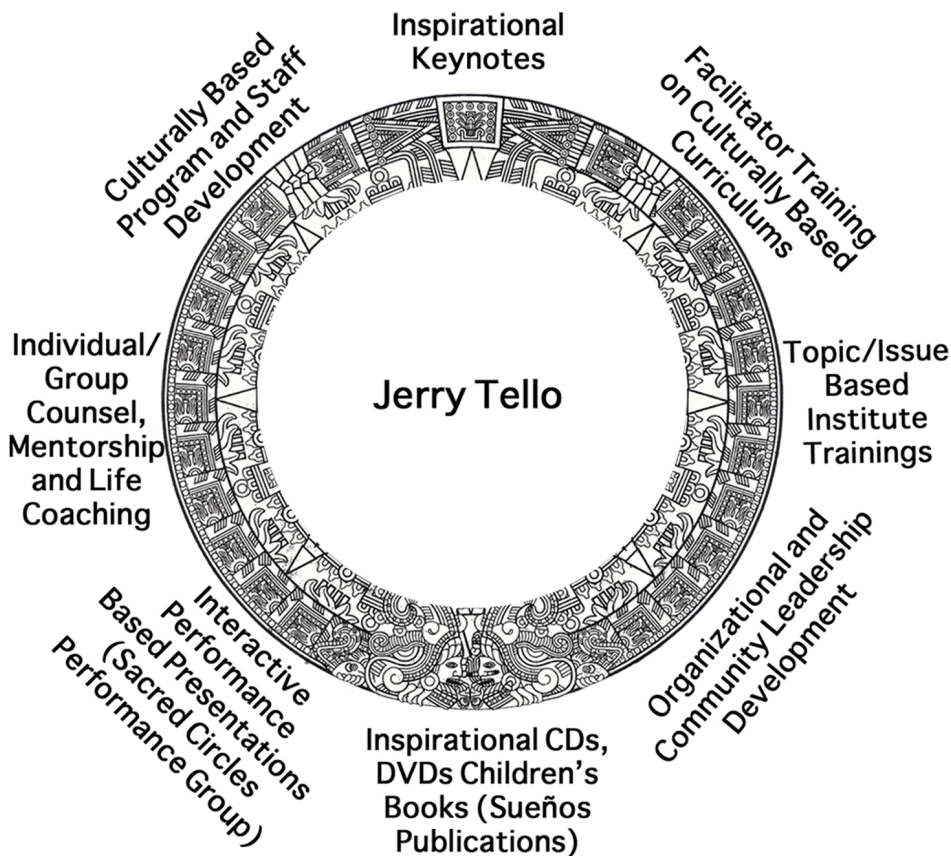 Inspirational
Keynotes
Facilitator Training
on Culturally Based
Curriculums
Topic/Issue
Based
Institute
Trainings
Organizational and
Community Leadership
Development
Inspirational CDs,
DVDs Children's
Books (Sueños
Publications)
Interactive
Performance
Based Presentations
(Sacred Circles
Performance Group)
Individual/
Group
Counsel,
Mentorship
and Life
Coaching
Culturally Based
Program and Staff
Development
Jerry Tello